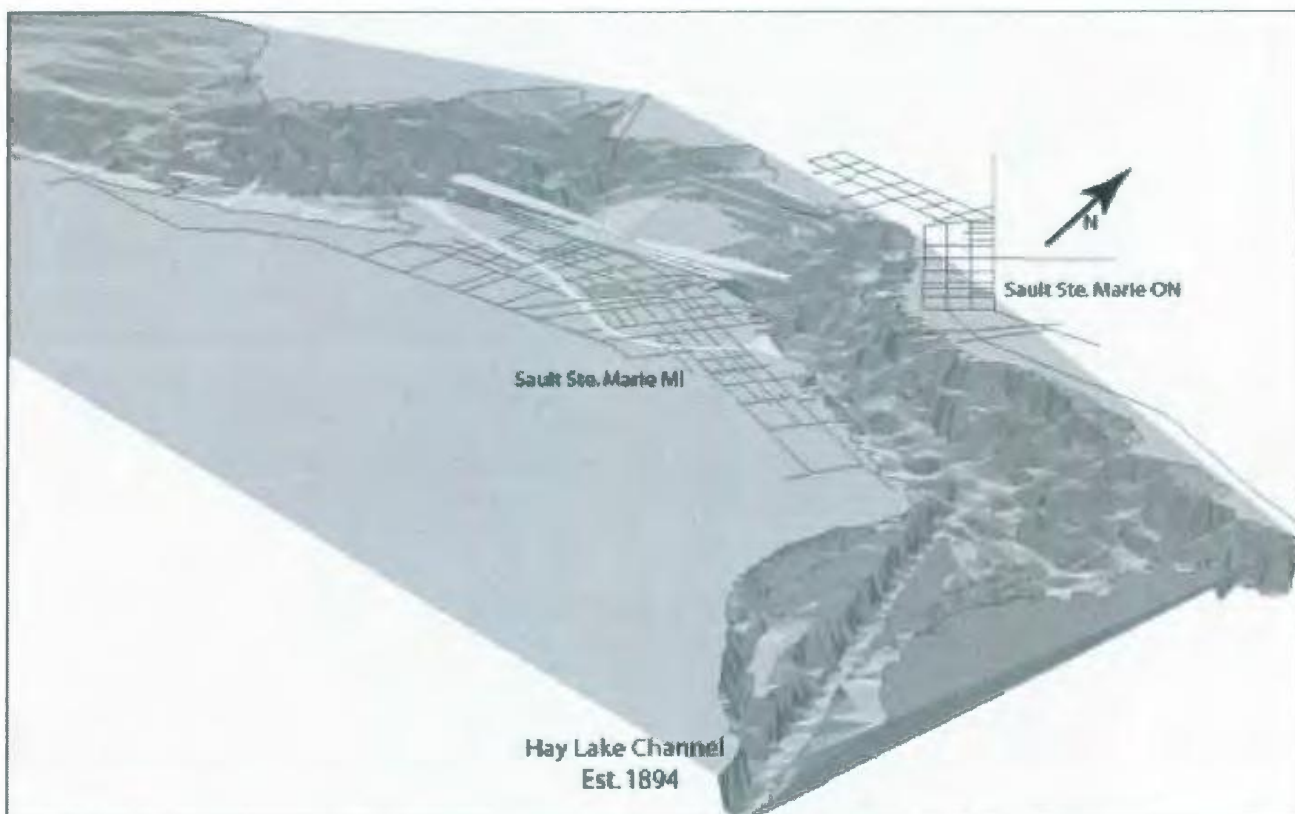 N
Sault Ste. Marie ON
Sault Ste. Marie MI
Hay Lake Channel
Est. 1894